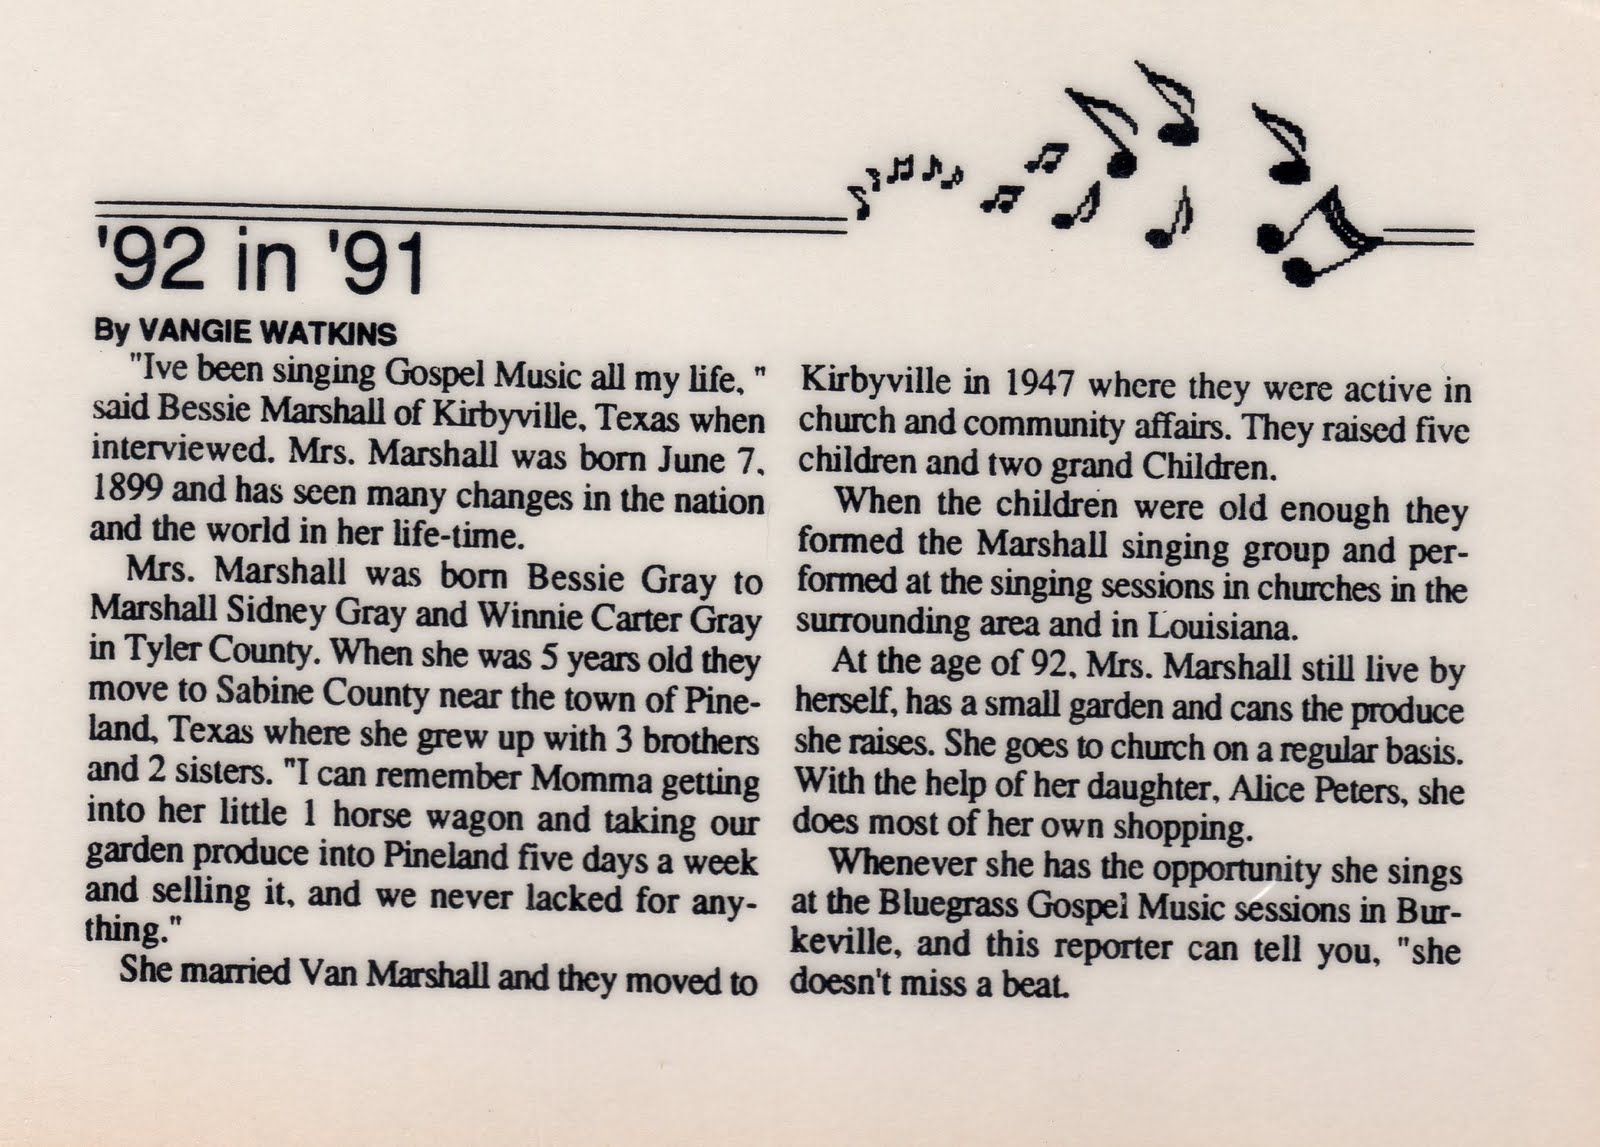 '92 in '91
By VANGIE WATKINS
"Ive been singing Gospel Music all my life, "
said Bessie Marshall of Kirbyville, Texas when
interviewed. Mrs. Marshall was born June 7,
1899 and has seen many changes in the nation
and the world in her life-time.
Mrs. Marshall was born Bessie Gray to
Marshall Sidney Gray and Winnie Carter Gray
in Tyler County. When she was 5 years old they
move to Sabine County near the town of Pine-
land, Texas where she grew up with 3 brothers
and 2 sisters. "I can remember Momma getting
into her little 1 horse wagon and taking our
garden produce into Pineland five days a week
and selling it, and we never lacked for any-
thing."
She married Van Marshall and they moved to
Kirbyville in 1947 where they were active in
church and community affairs. They raised five
children and two grand Children.
When the children were old enough they
formed the Marshall singing group and per-
formed at the singing sessions in churches in the
surrounding area and in Louisiana.
At the age of 92, Mrs. Marshall still live by
herself, has a small garden and cans the produce
she raises. She goes to church on a regular basis.
With the help of her daughter, Alice Peters, she
does most of her own shopping.
Whenever she has the opportunity she sings
at the Bluegrass Gospel Music sessions in Bur-
keville, and this reporter can tell you, "she
doesn't miss a beat.